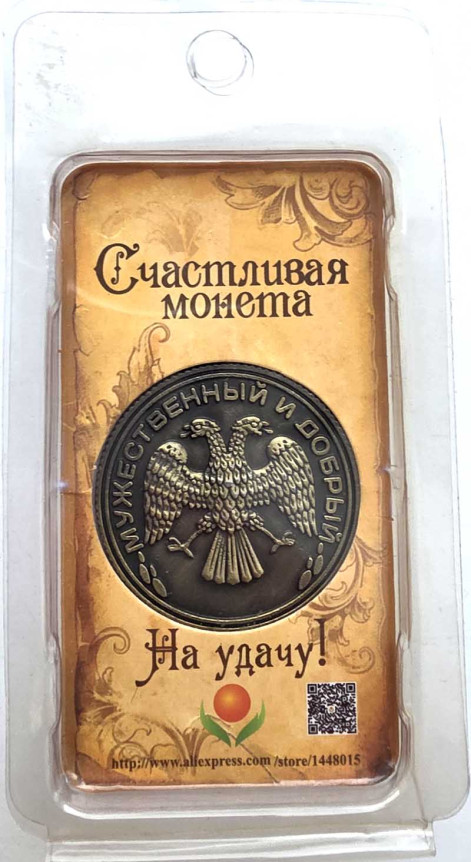 Счастливая
монета
МУЖЕСТВЕННЫЙ И ДОБРЫЙ
На удачу!
http://www.aliexpress.com /store/1448015